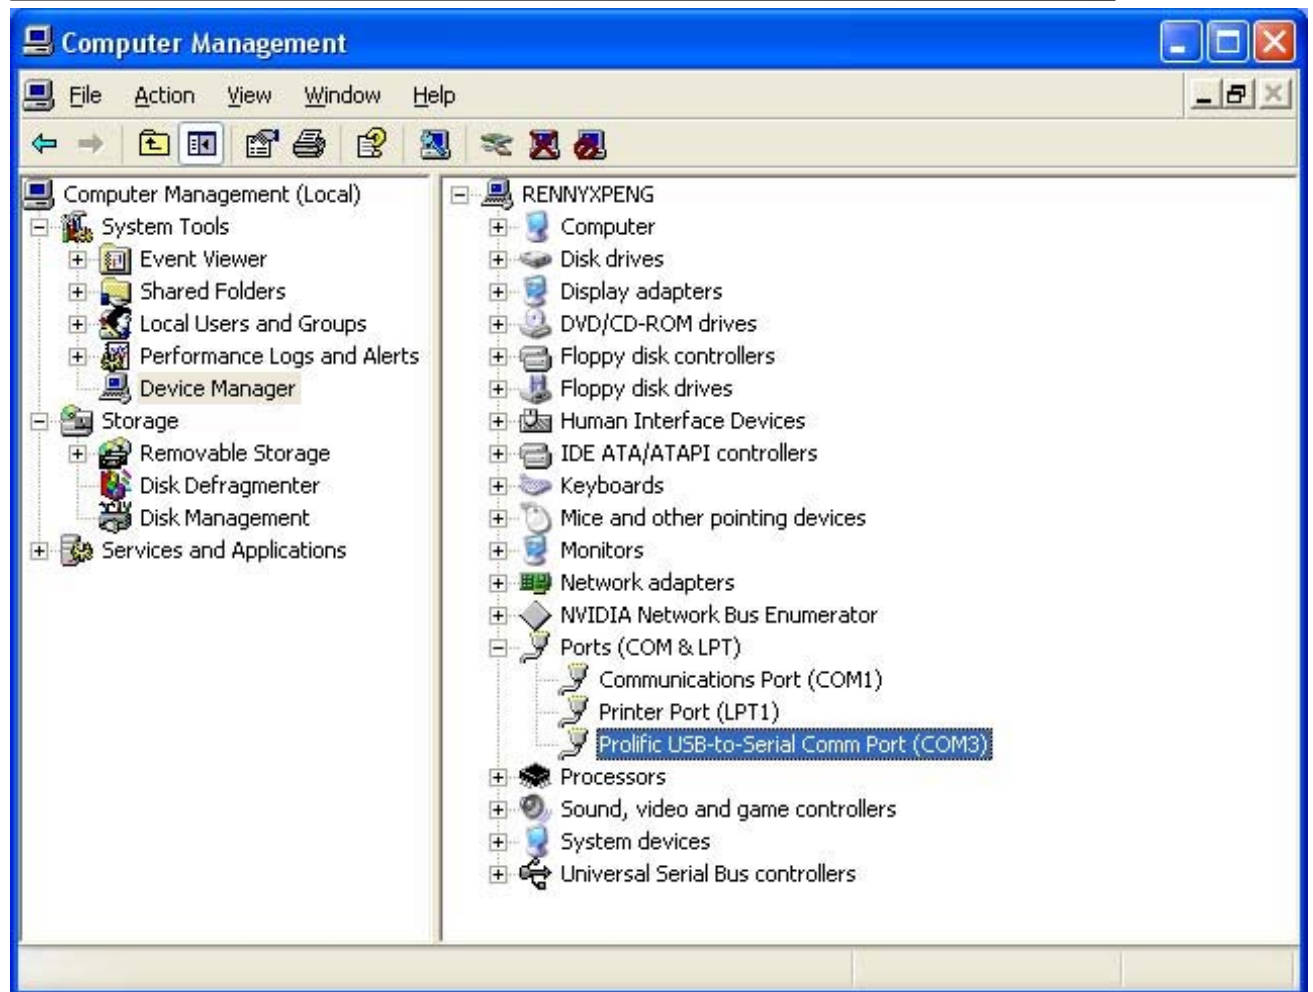 Computer Management
File Action View Window Help
Computer Management (Local)
System Tools
Event Viewer
Shared Folders
Local Users and Groups
Performance Logs and Alerts
Device Manager
Storage
Removable Storage
Disk Defragmenter
Disk Management
Services and Applications
RENNYXPENG
Computer
Disk drives
Display adapters
DVD/CD-ROM drives
Floppy disk controllers
Floppy disk drives
Human Interface Devices
IDE ATA/ATAPI controllers
Keyboards
Mice and other pointing devices
Monitors
Network adapters
NVIDIA Network Bus Enumerator
Ports (COM & LPT)
Communications Port (COM1)
Printer Port (LPT1)
Prolific USB-to-Serial Comm Port (COM3)
Processors
Sound, video and game controllers
System devices
Universal Serial Bus controllers